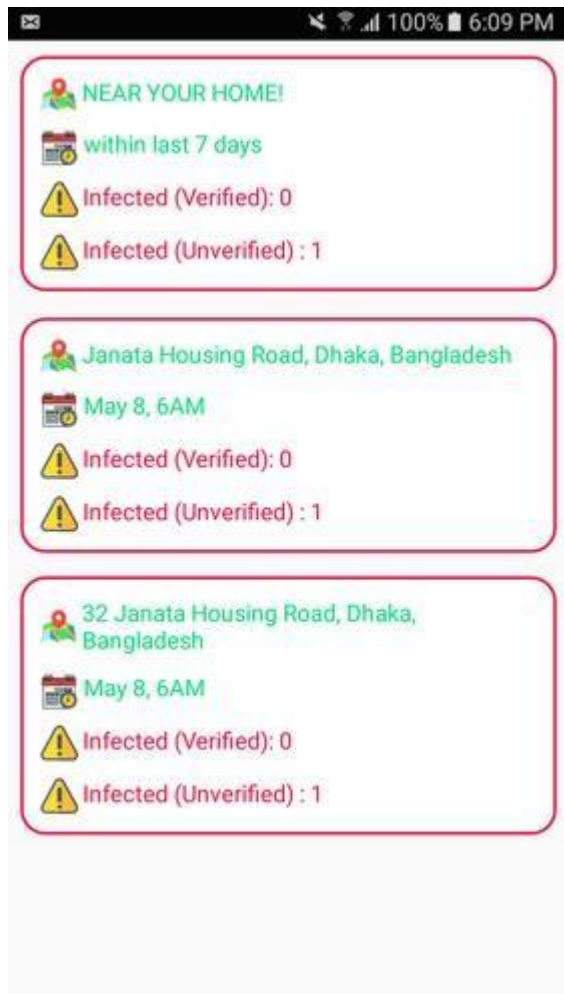 100% 6:09 PM
NEAR YOUR HOME!
within last 7 days
Infected (Verified): 0
Infected (Unverified) : 1
Janata Housing Road, Dhaka, Bangladesh
May 8, 6AM
Infected (Verified): 0
Infected (Unverified) : 1
32 Janata Housing Road, Dhaka,
Bangladesh
May 8, 6AM
Infected (Verified): 0
Infected (Unverified) : 1